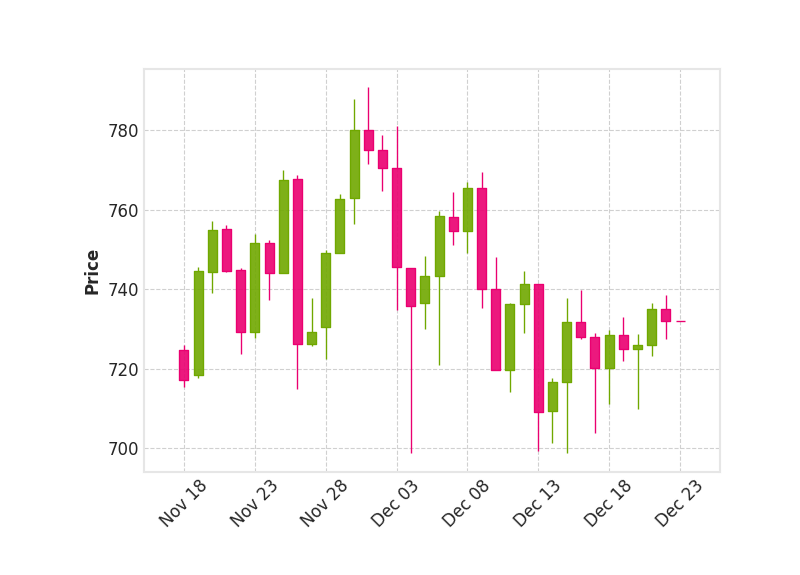 780
760
740
720
700
Price
Nov 18
Nov 23
Nov 28
Dec 03
Dec 08
Dec 13
Dec 18
Dec 23